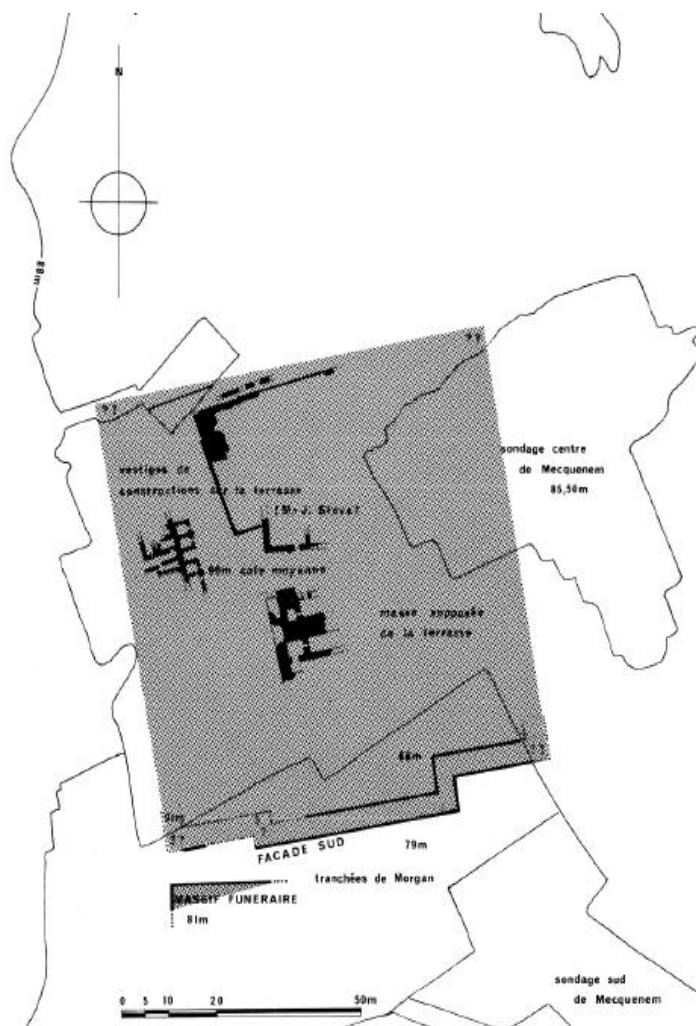 N
88m
??
??
sondage centre
de Mecquenem
85,50m
vestiges de
constructions sur la terrasse
(M-J. Steve)
cote moyenne
masse supposée
de la terrasse
??
??
FACADE SUD
79m
tranchées de Morgan
MASSIF FUNERAIRE
81m
0 5 10 20 50m
sondage sud
de Mecquenem